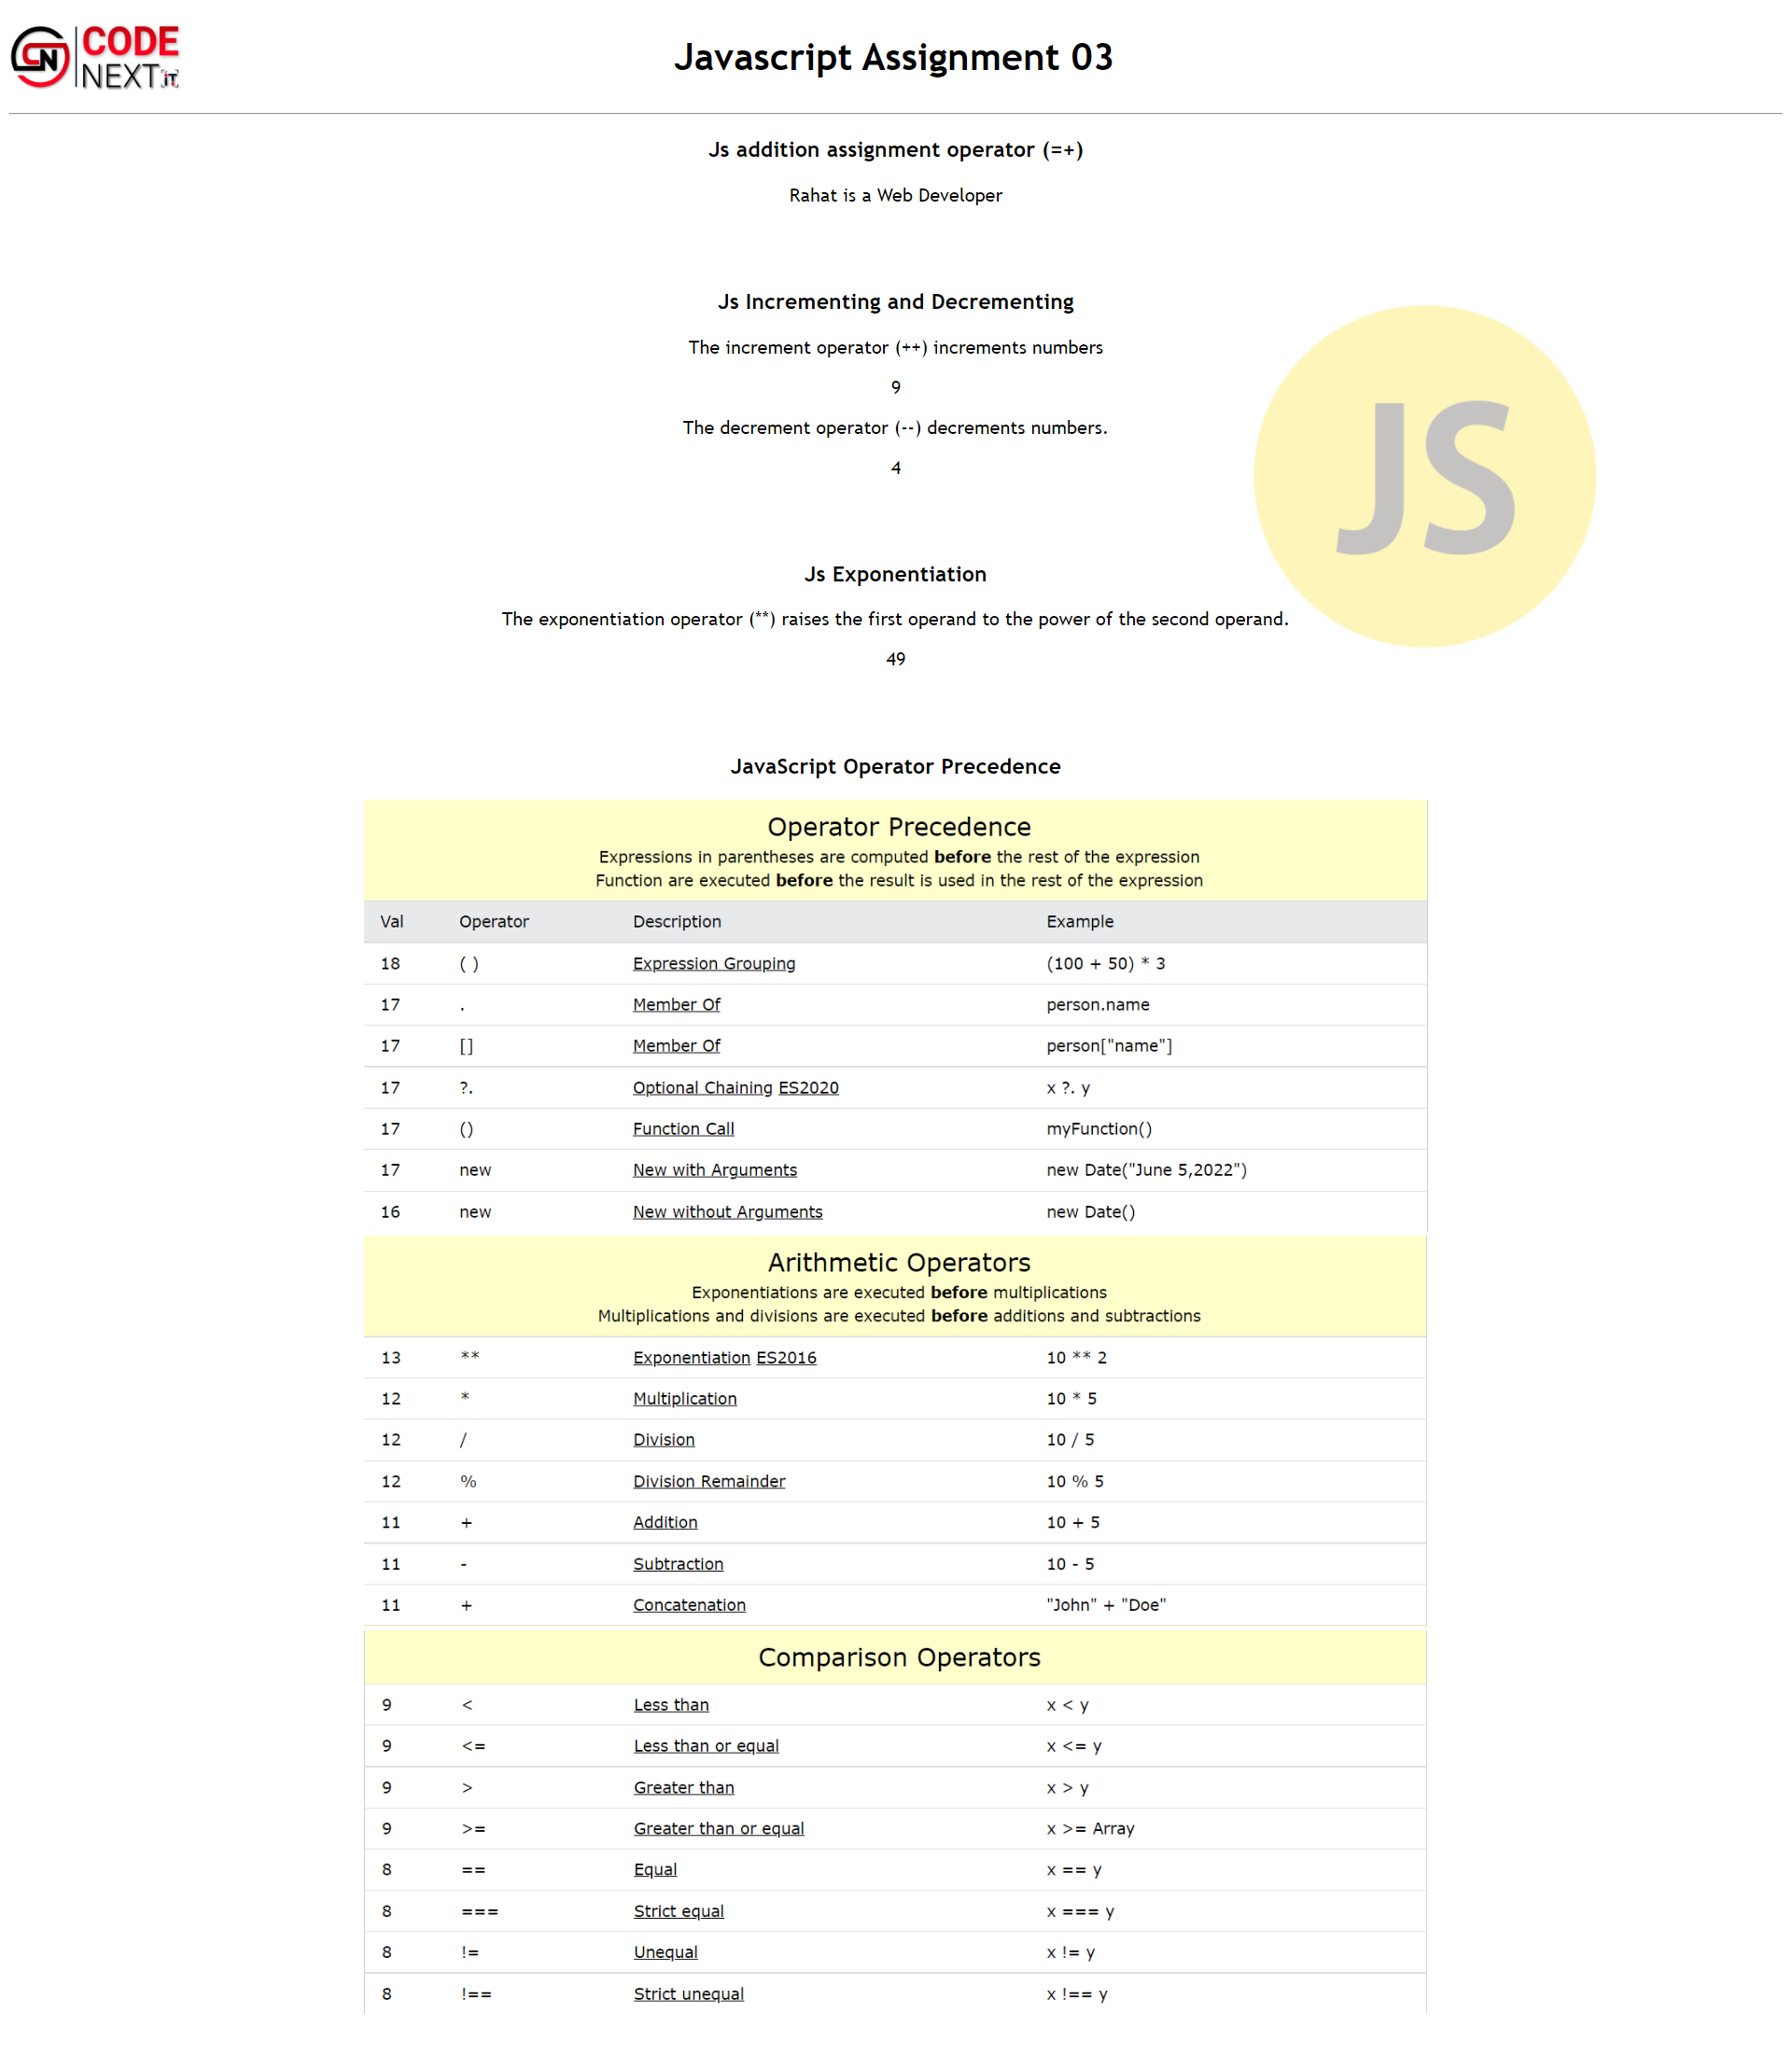 CODE
NEXT iT
Javascript Assignment 03
Js addition assignment operator (=+)
Rahat is a Web Developer
Js Incrementing and Decrementing
The increment operator (++) increments numbers
9
The decrement operator (--) decrements numbers.
4
JS
Js Exponentiation
The exponentiation operator (**) raises the first operand to the power of the second operand.
49
JavaScript Operator Precedence
Operator Precedence
Expressions in parentheses are computed before the rest of the expression
Function are executed before the result is used in the rest of the expression
Val Operator Description Example
18 ( ) Expression Grouping (100 + 50) * 3
17 . Member Of person.name
17 [] Member Of person["name"]
17 ?. Optional Chaining ES2020 x ?. y
17 () Function Call myFunction()
17 new New with Arguments new Date("June 5,2022")
16 new New without Arguments new Date()
Arithmetic Operators
Exponentiations are executed before multiplications
Multiplications and divisions are executed before additions and subtractions
13 ** Exponentiation ES2016 10 ** 2
12 * Multiplication 10 * 5
12 / Division 10 / 5
12 % Division Remainder 10 % 5
11 + Addition 10 + 5
11 - Subtraction 10 - 5
11 + Concatenation "John" + "Doe"
Comparison Operators
9 < Less than x < y
9 <= Less than or equal x <= y
9 > Greater than x > y
9 >= Greater than or equal x >= Array
8 == Equal x == y
8 === Strict equal x === y
8 != Unequal x != y
8 !== Strict unequal x !== y